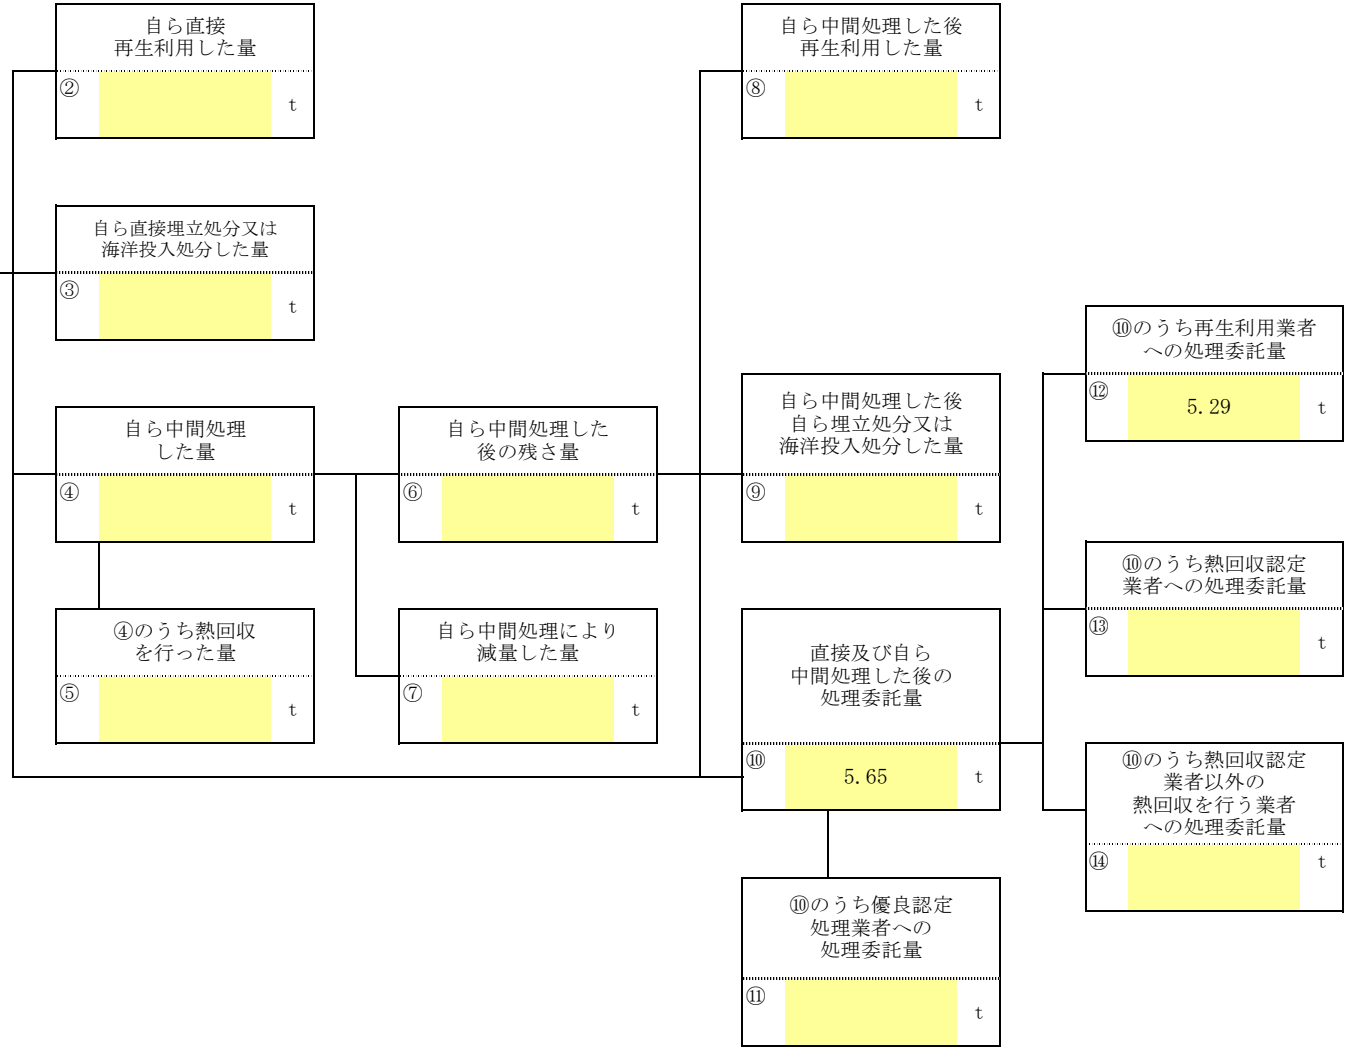 自ら直接
再生利用した量
②
t
自ら中間処理した後
再生利用した量
⑧
t
自ら直接埋立処分又は
海洋投入処分した量
③
t
⑩のうち再生利用業者
への処理委託量
⑫
5.29
t
自ら中間処理
した量
④
t
自ら中間処理した
後の残さ量
⑥
t
自ら中間処理した後
自ら埋立処分又は
海洋投入処分した量
⑨
t
⑩のうち熱回収認定
業者への処理委託量
⑬
t
④のうち熱回収
を行った量
⑤
t
自ら中間処理により
減量した量
⑦
t
直接及び自ら
中間処理した後の
処理委託量
⑩
5.65
t
⑩のうち熱回収認定
業者以外の
熱回収を行う業者
への処理委託量
⑭
t
⑩のうち優良認定
処理業者への
処理委託量
⑪
t